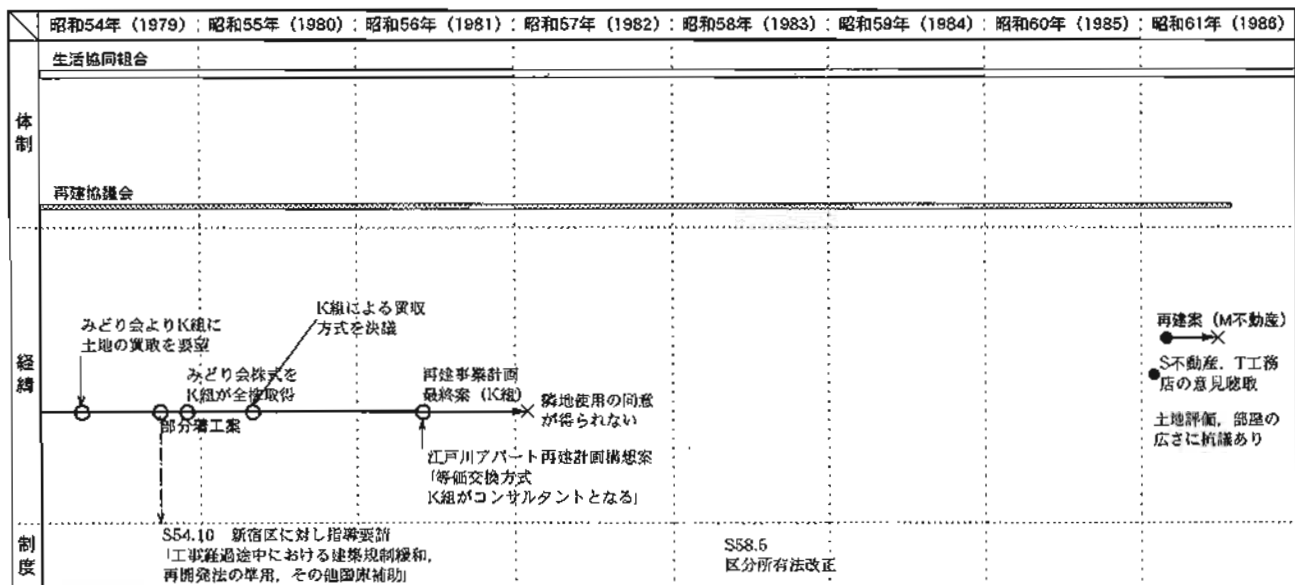 昭和54年（1979） 昭和55年（1980） 昭和56年（1981） 昭和57年（1982） 昭和58年（1983） 昭和59年（1984） 昭和60年（1985） 昭和61年（1986）
体制
生活協同組合
再建協議会
経緯
みどり会よりK組に
土地の買取を要望
K組による買収
方式を決議
みどり会株式を
K組が全株取得
部分着工案
再建事業計画
最終案（K組）
隣地使用の同意
が得られない
江戸川アパート再建計画構想案
「等価交換方式
K組がコンサルタントとなる」
再建案（M不動産）
S不動産，T工務
店の意見聴取
土地評価，部屋の
広さに抗議あり
制度
S54.10 新宿区に対し指導要請
「工事経過途中における建築規制緩和，
再開発法の準用，その他国庫補助」
S58.5
区分所有法改正